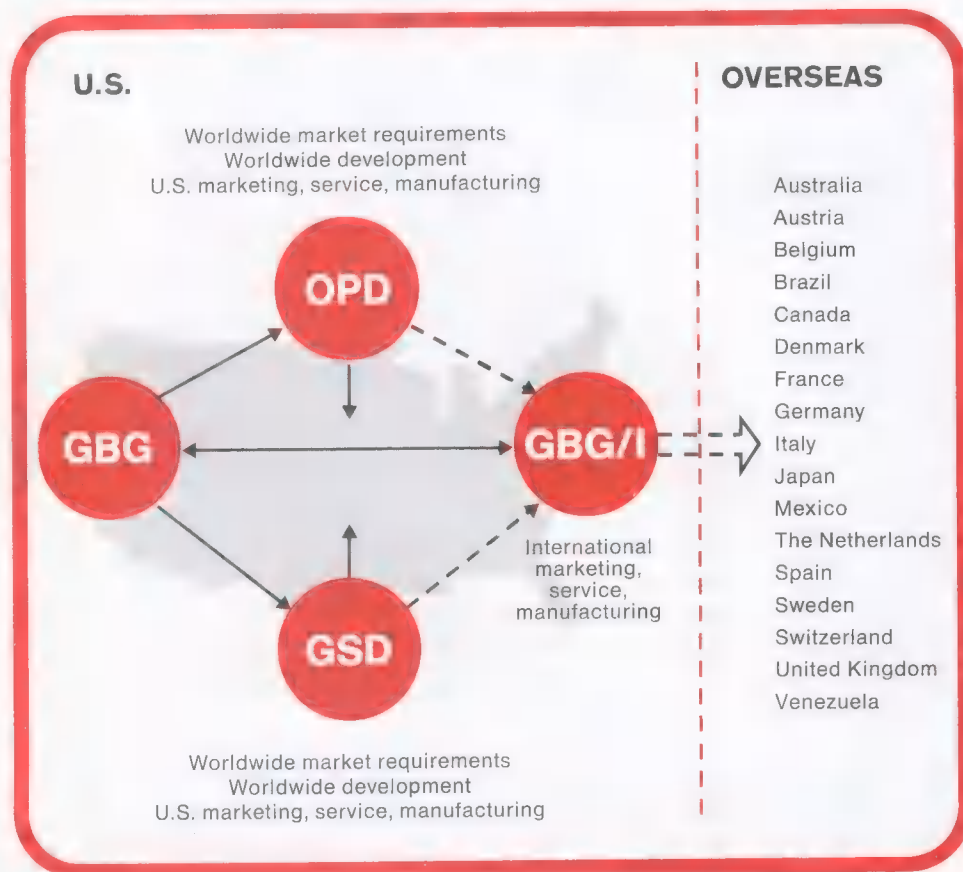 U.S.
Worldwide market requirements
Worldwide development
U.S. marketing, service, manufacturing
OPD
GBG
GBG/I
International
marketing,
service,
manufacturing
GSD
Worldwide market requirements
Worldwide development
U.S. marketing, service, manufacturing
OVERSEAS
Australia
Austria
Belgium
Brazil
Canada
Denmark
France
Germany
Italy
Japan
Mexico
The Netherlands
Spain
Sweden
Switzerland
United Kingdom
Venezuela